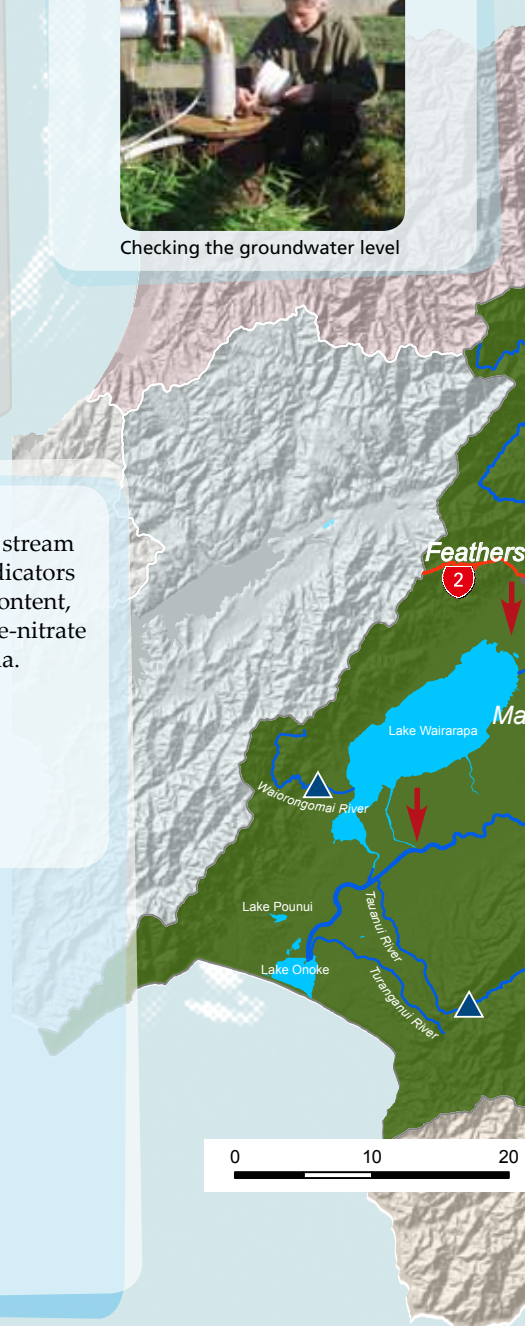 Checking the groundwater level
stream
dicators
ontent,
e-nitrate
a.
Feathers
2
Ma
Lake Wairarapa
Waiorongomai River
Lake Pounui
Tauanui River
Lake Onoke
Turanganui River
0 10 20